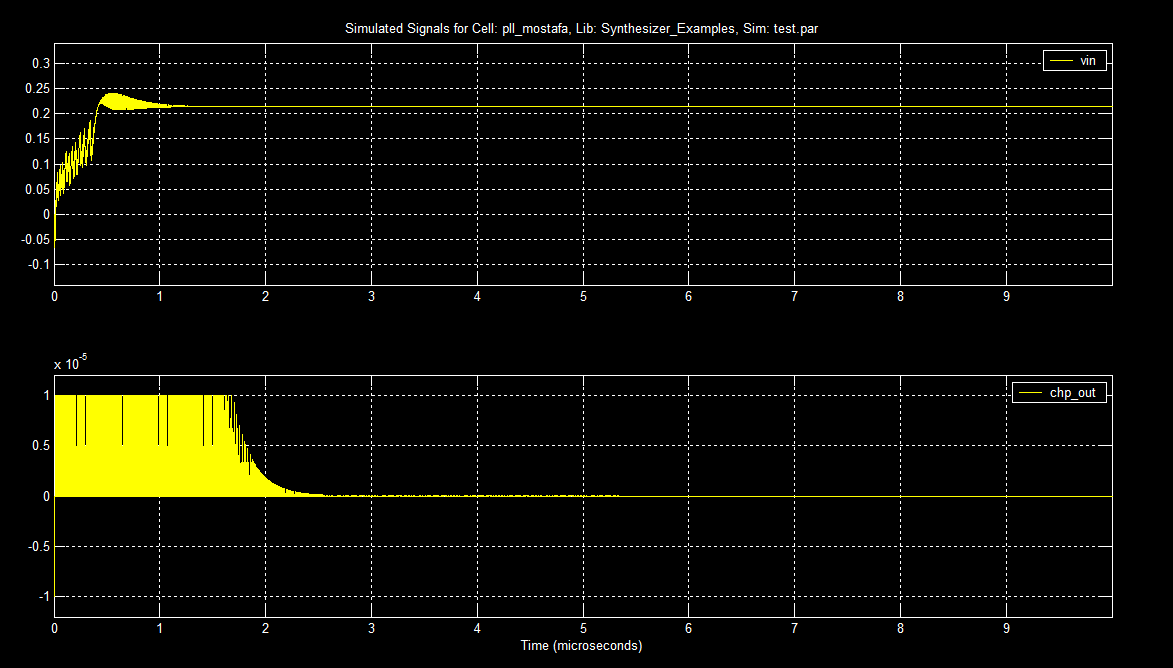 Simulated Signals for Cell: pll_mostafa, Lib: Synthesizer_Examples, Sim: test.par
vin
0.3
0.25
0.2
0.15
0.1
0.05
0
-0.05
-0.1
0 1 2 3 4 5 6 7 8 9
x 10^-5
chp_out
1
0.5
0
-0.5
-1
0 1 2 3 4 5 6 7 8 9
Time (microseconds)